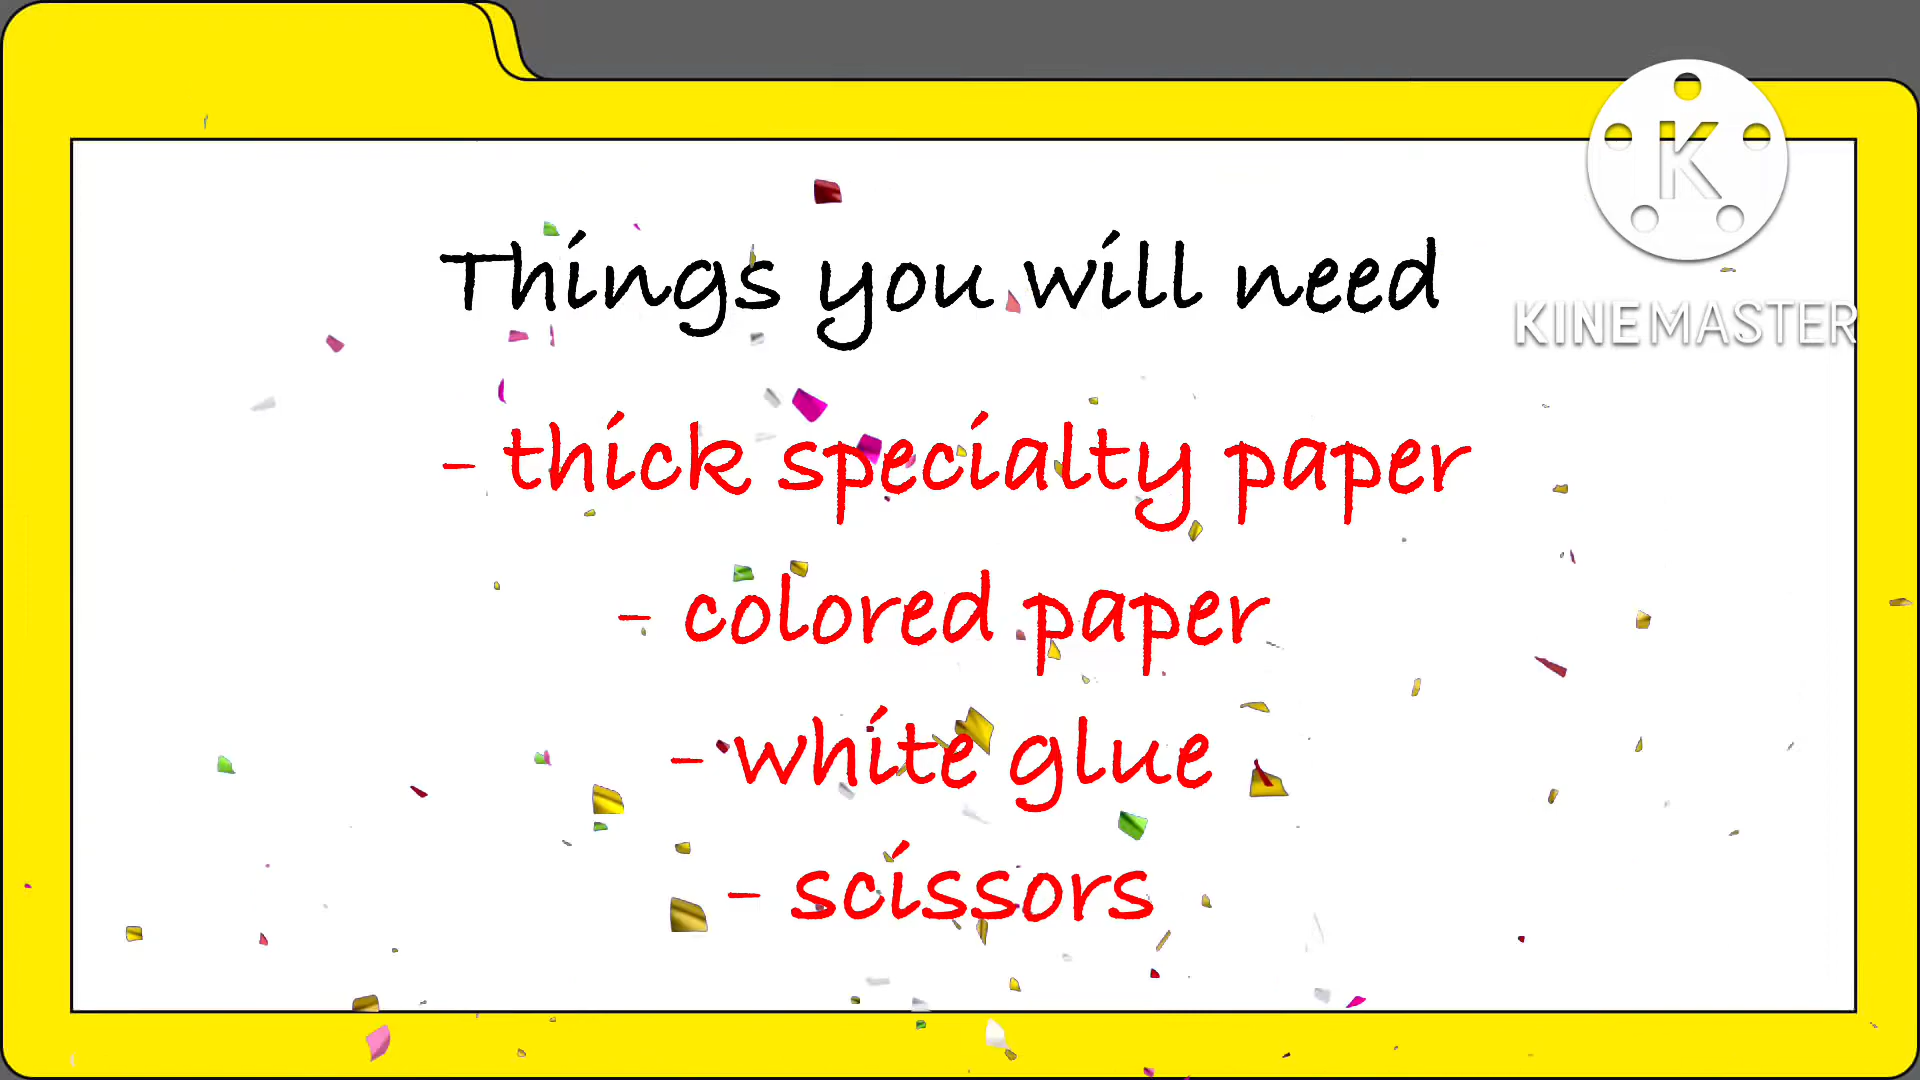 K
KINEMASTER
Things you will need
- thick specialty paper
- colored paper
- white glue
- scissors